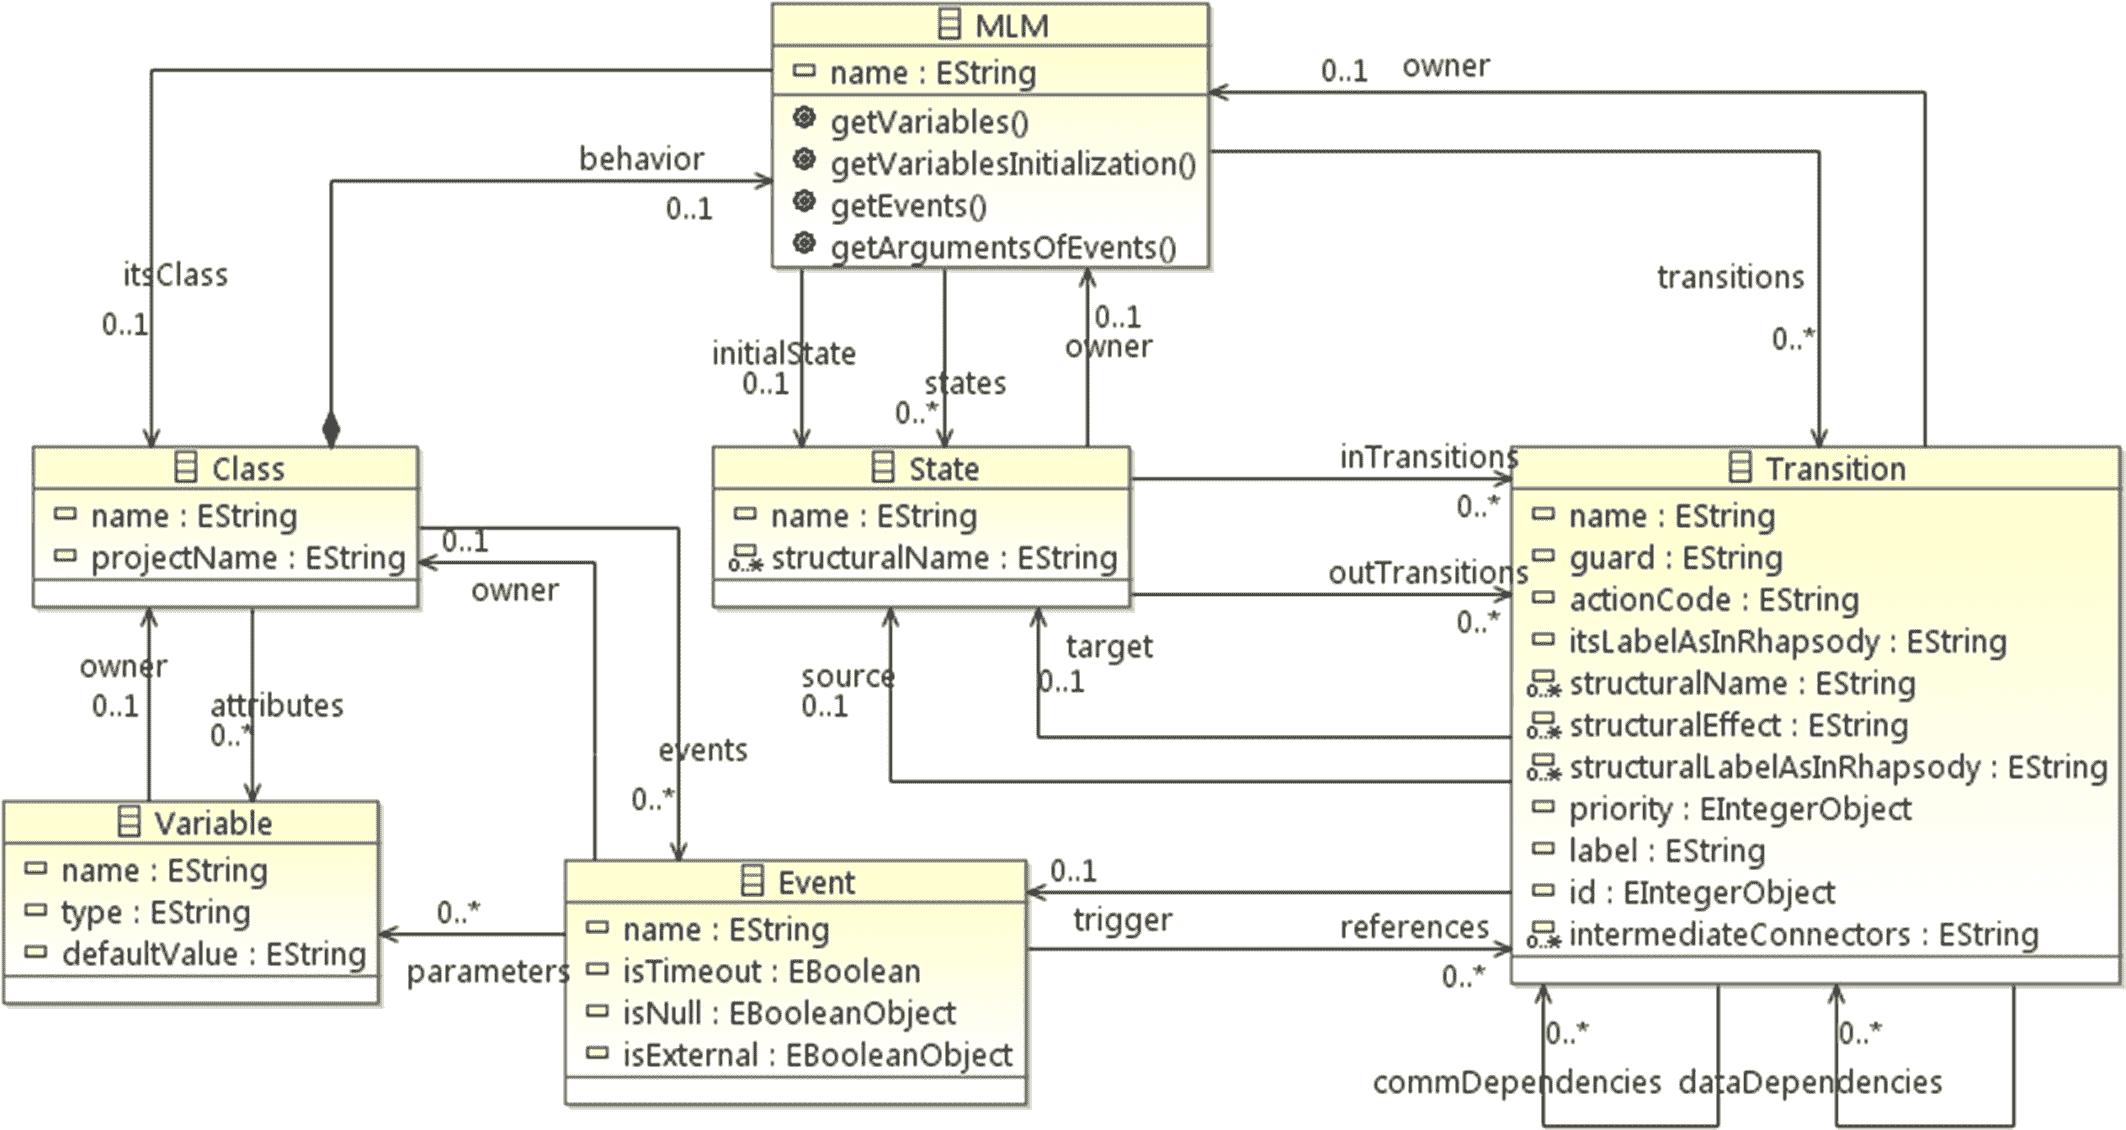 MLM
name : EString
getVariables()
getVariablesInitialization()
getEvents()
getArgumentsOfEvents()
0..1 owner
behavior
0..1
itsClass
0..1
transitions
0..*
initialState
0..1
states
0..*
0..1
owner
Class
name : EString
projectName : EString
State
name : EString
0..* structuralName : EString
inTransitions
0..*
outTransitions
0..*
Transition
name : EString
guard : EString
actionCode : EString
itsLabelAsInRhapsody : EString
0..* structuralName : EString
0..* structuralEffect : EString
0..* structuralLabelAsInRhapsody : EString
priority : EIntegerObject
label : EString
id : EIntegerObject
0..* intermediateConnectors : EString
0..1
owner
owner
0..1
attributes
0..*
events
0..*
source
0..1
target
0..1
Variable
name : EString
type : EString
defaultValue : EString
0..*
parameters
Event
name : EString
isTimeout : EBoolean
isNull : EBooleanObject
isExternal : EBooleanObject
0..1
trigger
references
0..*
0..*
commDependencies
0..*
dataDependencies